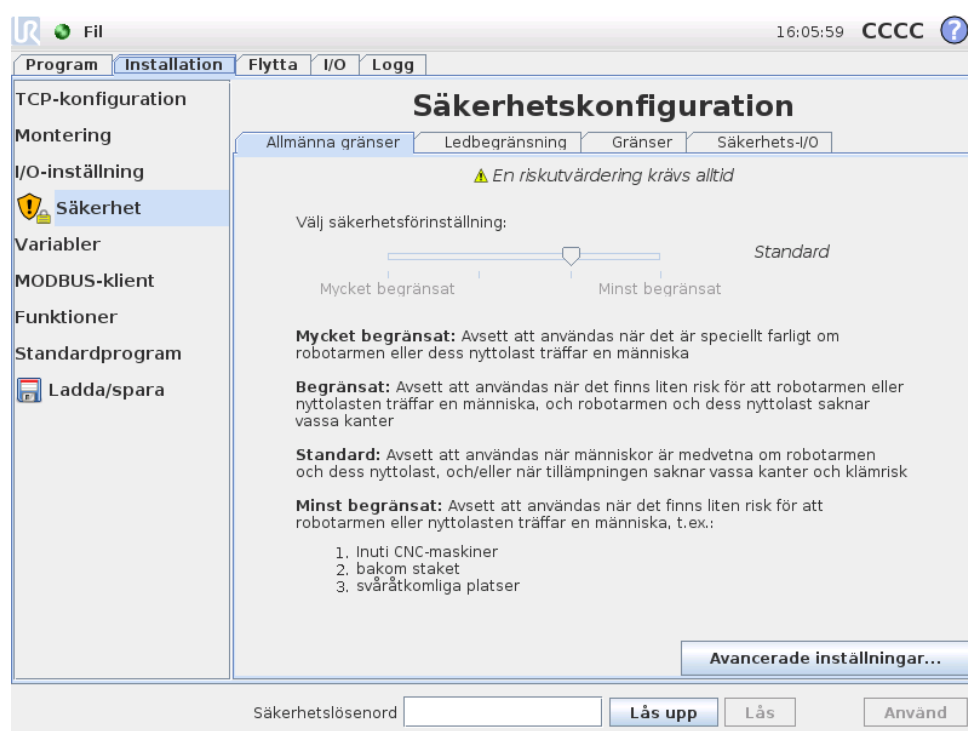 UR Fil 16:05:59 CCCC ?
Program Installation Flytta I/O Logg
TCP-konfiguration
Montering
I/O-inställning
Säkerhet
Variabler
MODBUS-klient
Funktioner
Standardprogram
Ladda/spara
Säkerhetskonfiguration
Allmänna gränser Ledbegränsning Gränser Säkerhets-I/O
En riskutvärdering krävs alltid
Välj säkerhetsförinställning:
Standard
Mycket begränsat Minst begränsat
Mycket begränsat: Avsett att användas när det är speciellt farligt om
robotarmen eller dess nyttolast träffar en människa
Begränsat: Avsett att användas när det finns liten risk för att robotarmen eller
nyttolasten träffar en människa, och robotarmen och dess nyttolast saknar
vassa kanter
Standard: Avsett att användas när människor är medvetna om robotarmen
och dess nyttolast, och/eller när tillämpningen saknar vassa kanter och klämrisk
Minst begränsat: Avsett att användas när det finns liten risk för att
robotarmen eller nyttolasten träffar en människa, t.ex.:
1. Inuti CNC-maskiner
2. bakom staket
3. svåråtkomliga platser
Avancerade inställningar...
Säkerhetslösenord Lås upp Lås Använd